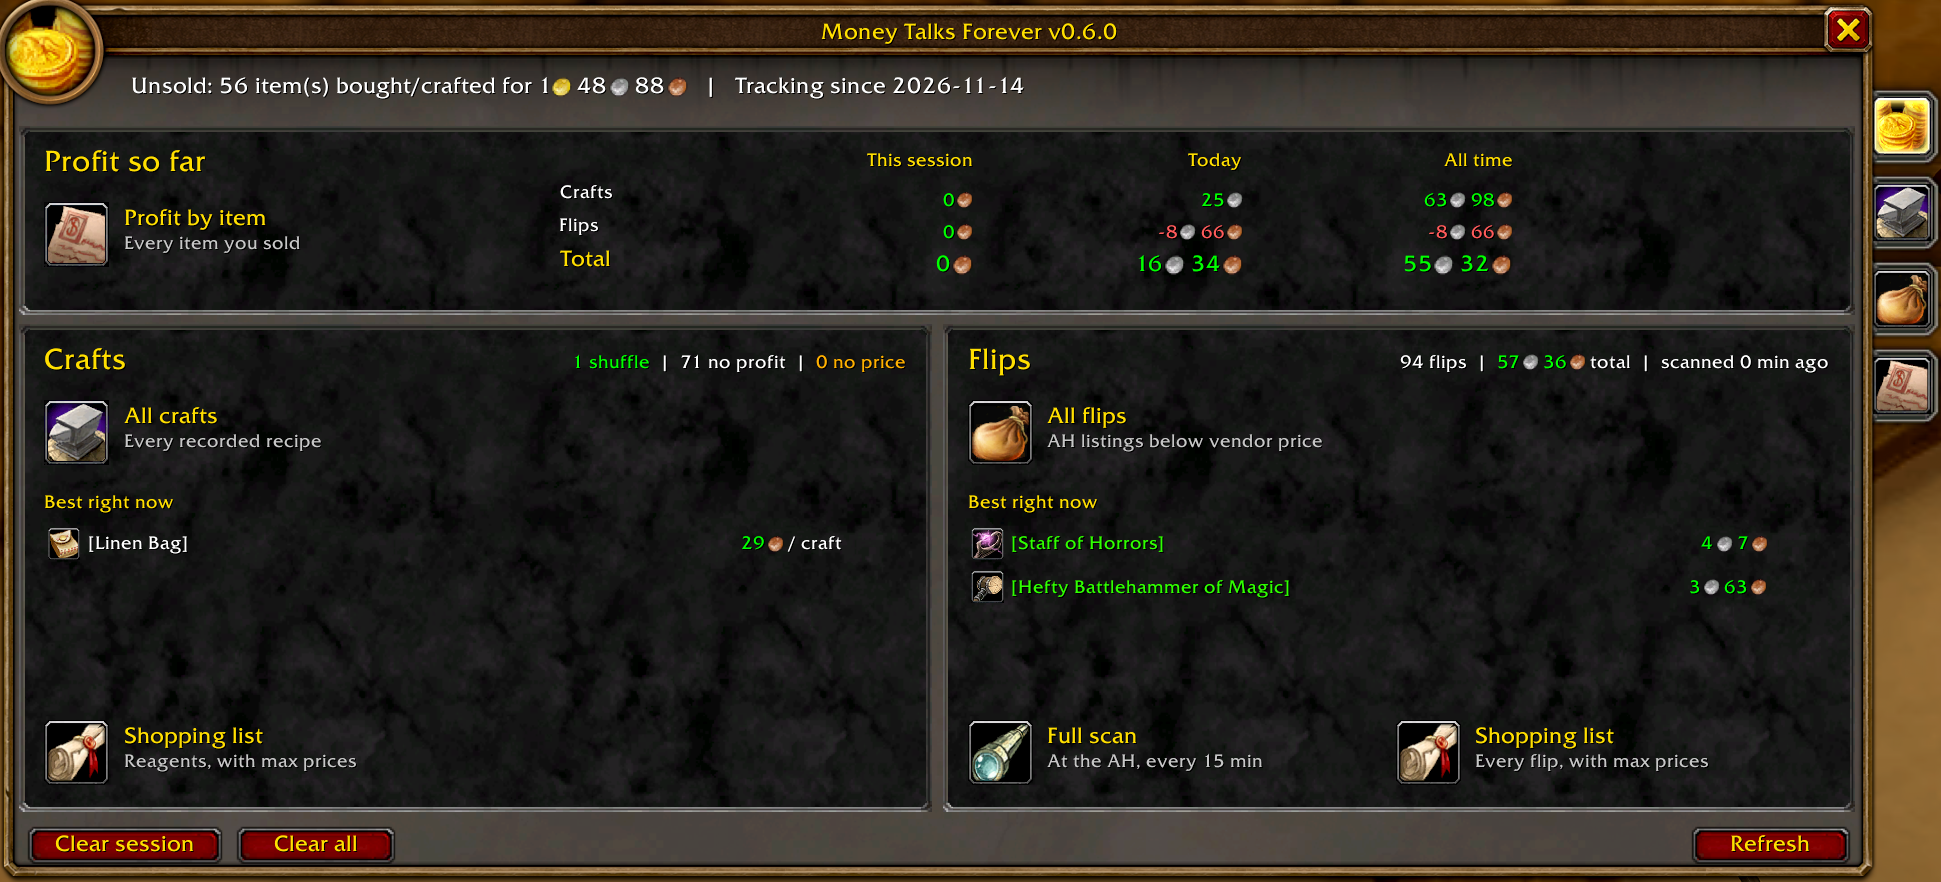 Money Talks Forever v0.6.0
Unsold: 56 item(s) bought/crafted for 1 48 88 | Tracking since 2026-11-14
Profit so far
This session Today All time
Profit by item
Every item you sold
Crafts 0 25 63 98
Flips 0 -8 66 -8 66
Total 0 16 34 55 32
Crafts
1 shuffle | 71 no profit | 0 no price
All crafts
Every recorded recipe
Best right now
[Linen Bag] 29 / craft
Shopping list
Reagents, with max prices
Flips
94 flips | 57 36 total | scanned 0 min ago
All flips
AH listings below vendor price
Best right now
[Staff of Horrors] 4 7
[Hefty Battlehammer of Magic] 3 63
Full scan
At the AH, every 15 min
Shopping list
Every flip, with max prices
Clear session
Clear all
Refresh